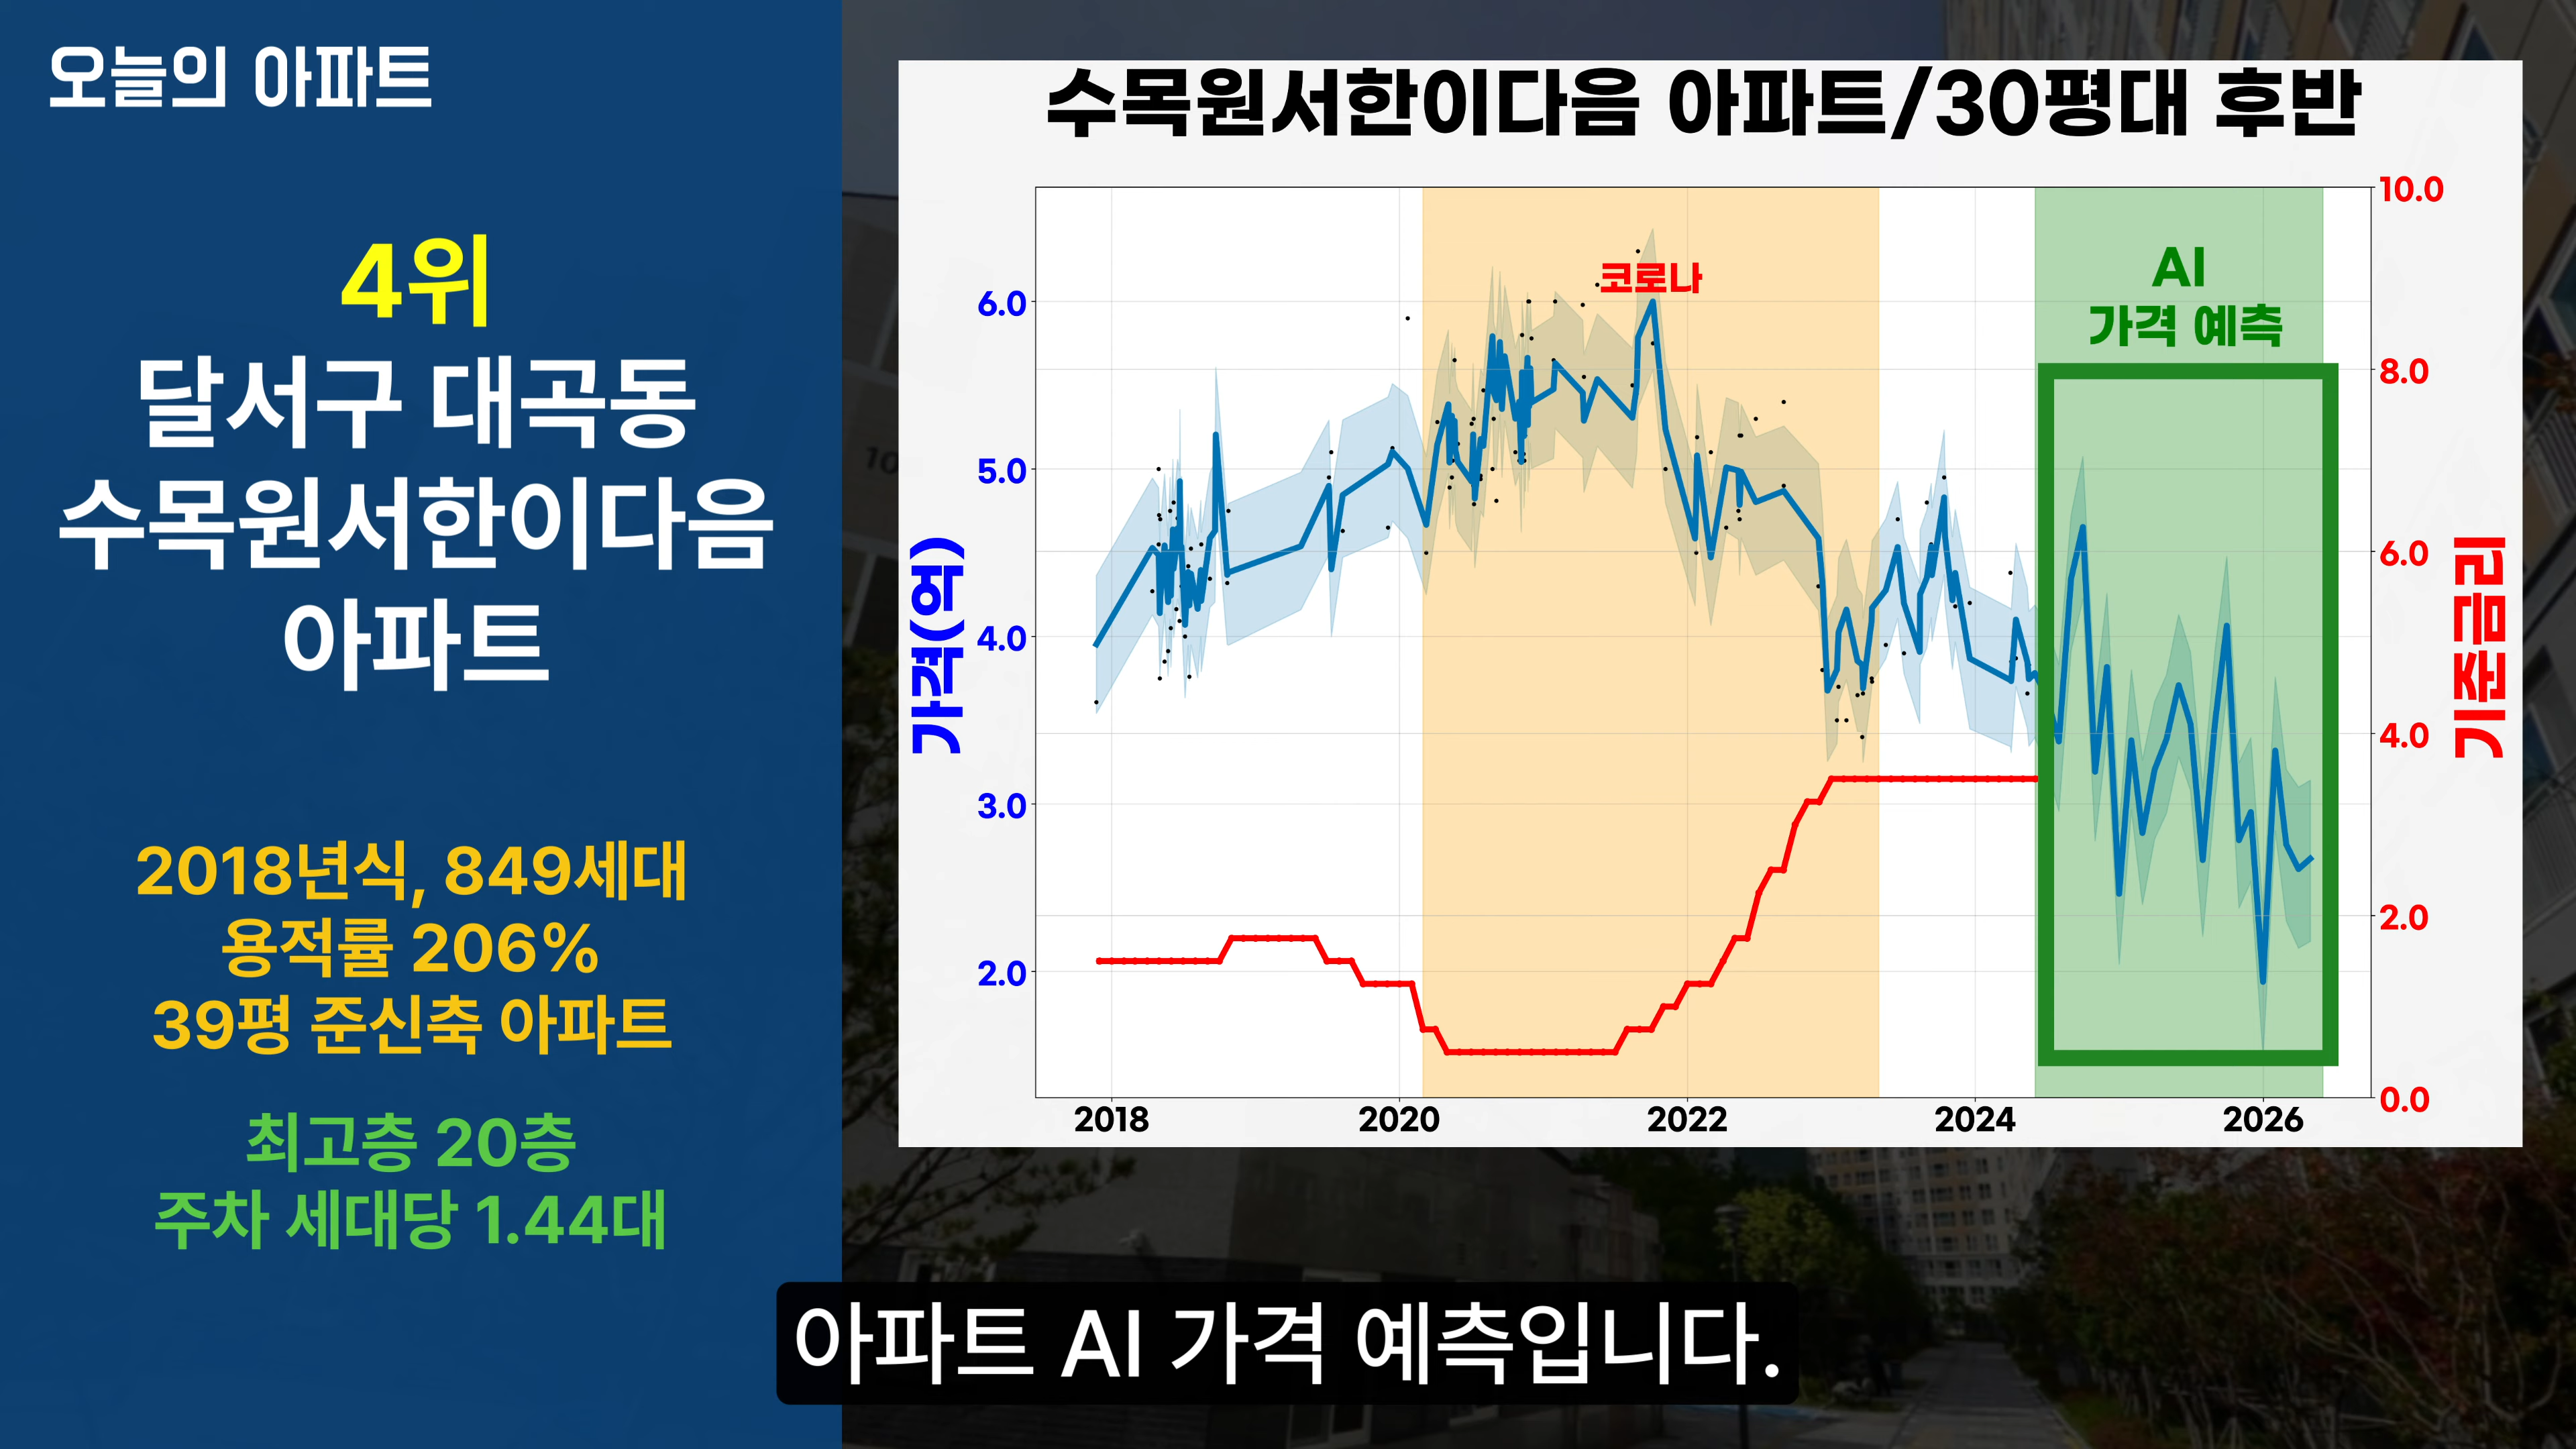 오늘의 아파트
4위
달서구 대곡동
수목원서한이다음
아파트
2018년식, 849세대
용적률 206%
39평 준신축 아파트
최고층 20층
주차 세대당 1.44대
수목원서한이다음 아파트/30평대 후반
코로나
AI
가격 예측
가격(억)
6.0
5.0
4.0
3.0
2.0
10.0
8.0
6.0
4.0
2.0
0.0
기준금리
2018 2020 2022 2024 2026
10
아파트 AI 가격 예측입니다.